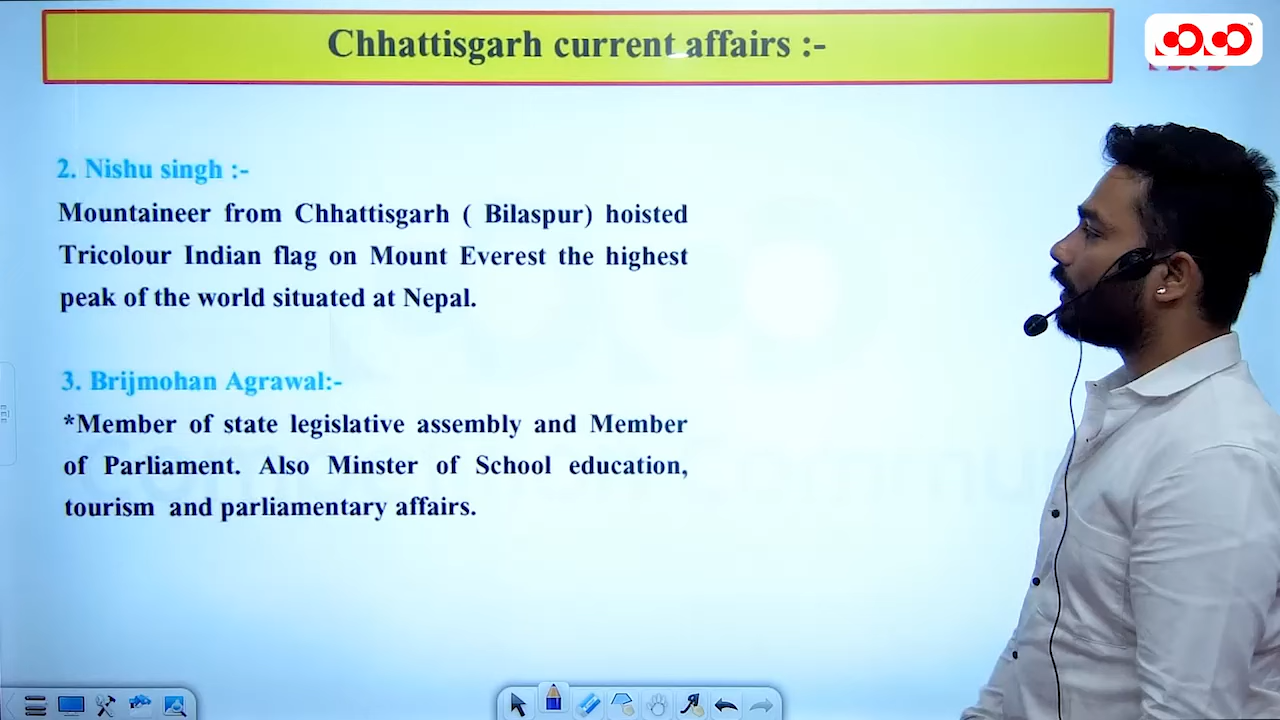 Chhattisgarh current affairs :-
2. Nishu singh :-
Mountaineer from Chhattisgarh ( Bilaspur) hoisted
Tricolour Indian flag on Mount Everest the highest
peak of the world situated at Nepal.
3. Brijmohan Agrawal:-
*Member of state legislative assembly and Member
of Parliament. Also Minster of School education,
tourism and parliamentary affairs.